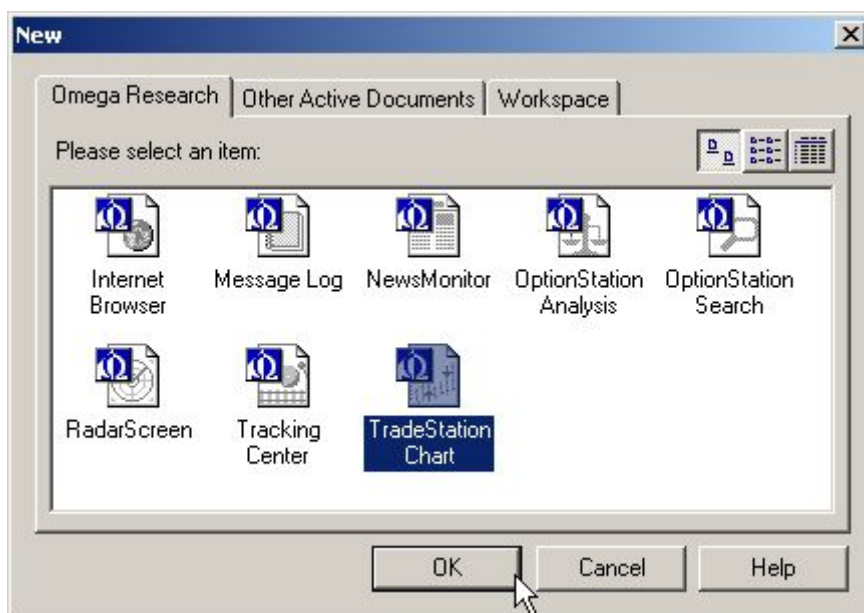 New
Omega Research
Other Active Documents
Workspace
Please select an item:
Internet
Browser
Message Log
NewsMonitor
OptionStation
Analysis
OptionStation
Search
RadarScreen
Tracking
Center
TradeStation
Chart
OK
Cancel
Help